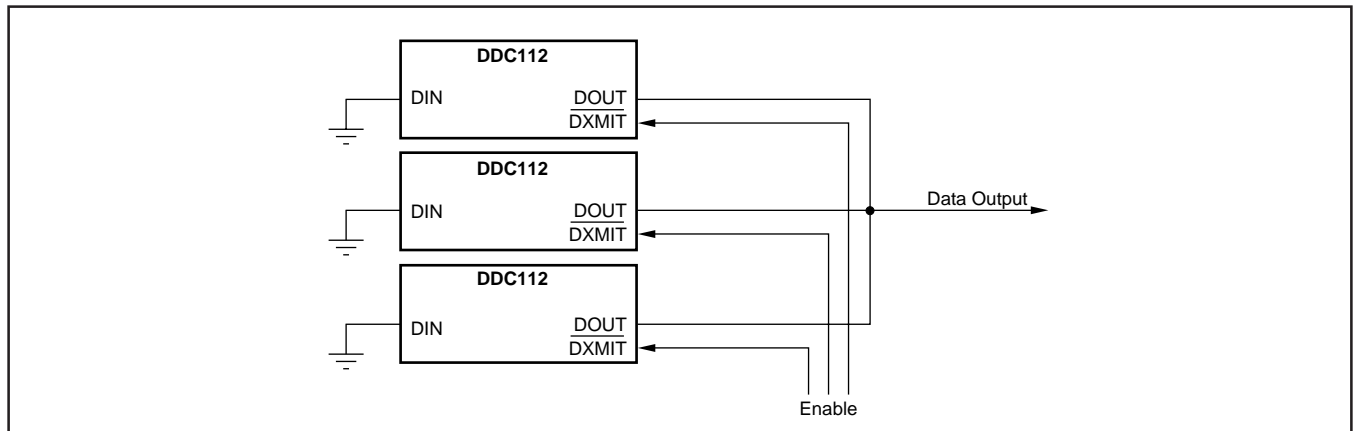 DDC112
DIN
DOUT
DXMIT
DDC112
DIN
DOUT
DXMIT
Data Output
DDC112
DIN
DOUT
DXMIT
Enable